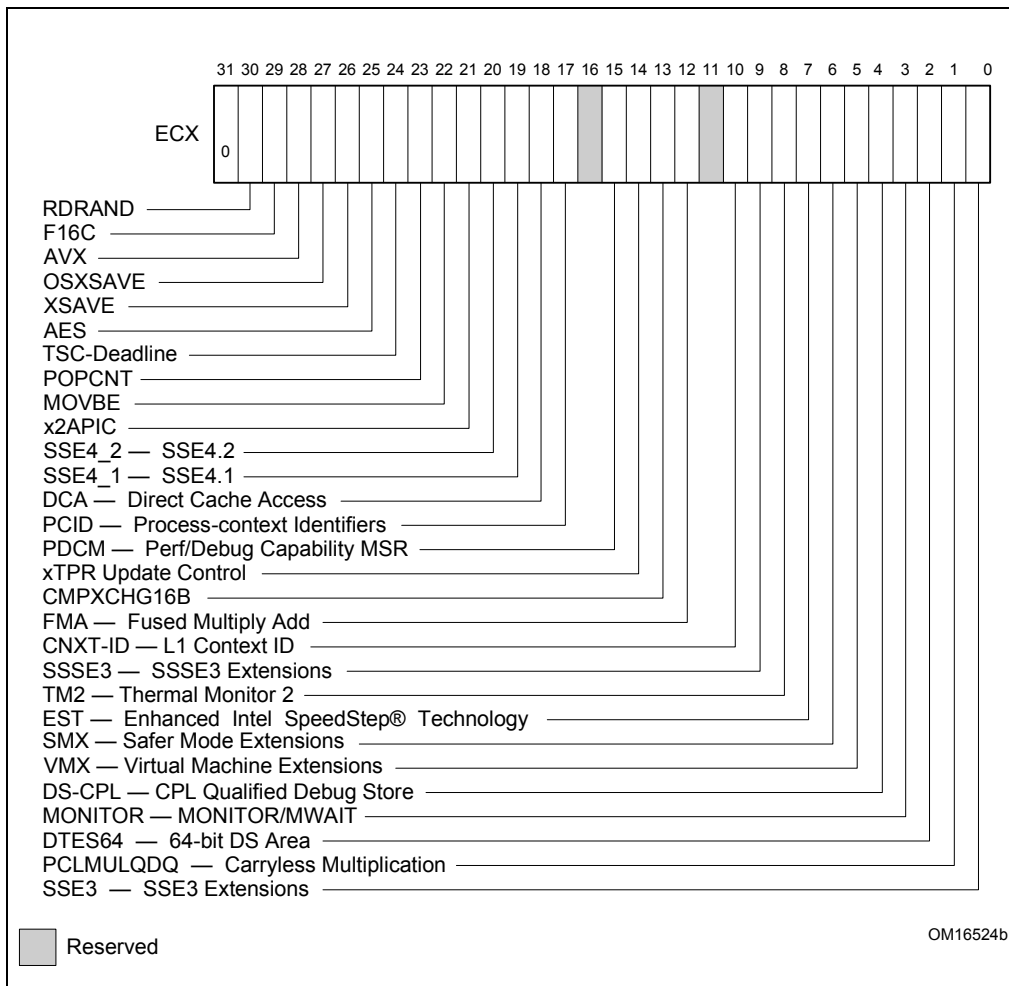 31 30 29 28 27 26 25 24 23 22 21 20 19 18 17 16 15 14 13 12 11 10 9 8 7 6 5 4 3 2 1 0
ECX
0
RDRAND
F16C
AVX
OSXSAVE
XSAVE
AES
TSC-Deadline
POPCNT
MOVBE
x2APIC
SSE4_2 — SSE4.2
SSE4_1 — SSE4.1
DCA — Direct Cache Access
PCID — Process-context Identifiers
PDCM — Perf/Debug Capability MSR
xTPR Update Control
CMPXCHG16B
FMA — Fused Multiply Add
CNXT-ID — L1 Context ID
SSSE3 — SSSE3 Extensions
TM2 — Thermal Monitor 2
EST — Enhanced Intel SpeedStep® Technology
SMX — Safer Mode Extensions
VMX — Virtual Machine Extensions
DS-CPL — CPL Qualified Debug Store
MONITOR — MONITOR/MWAIT
DTES64 — 64-bit DS Area
PCLMULQDQ — Carryless Multiplication
SSE3 — SSE3 Extensions
Reserved
OM16524b